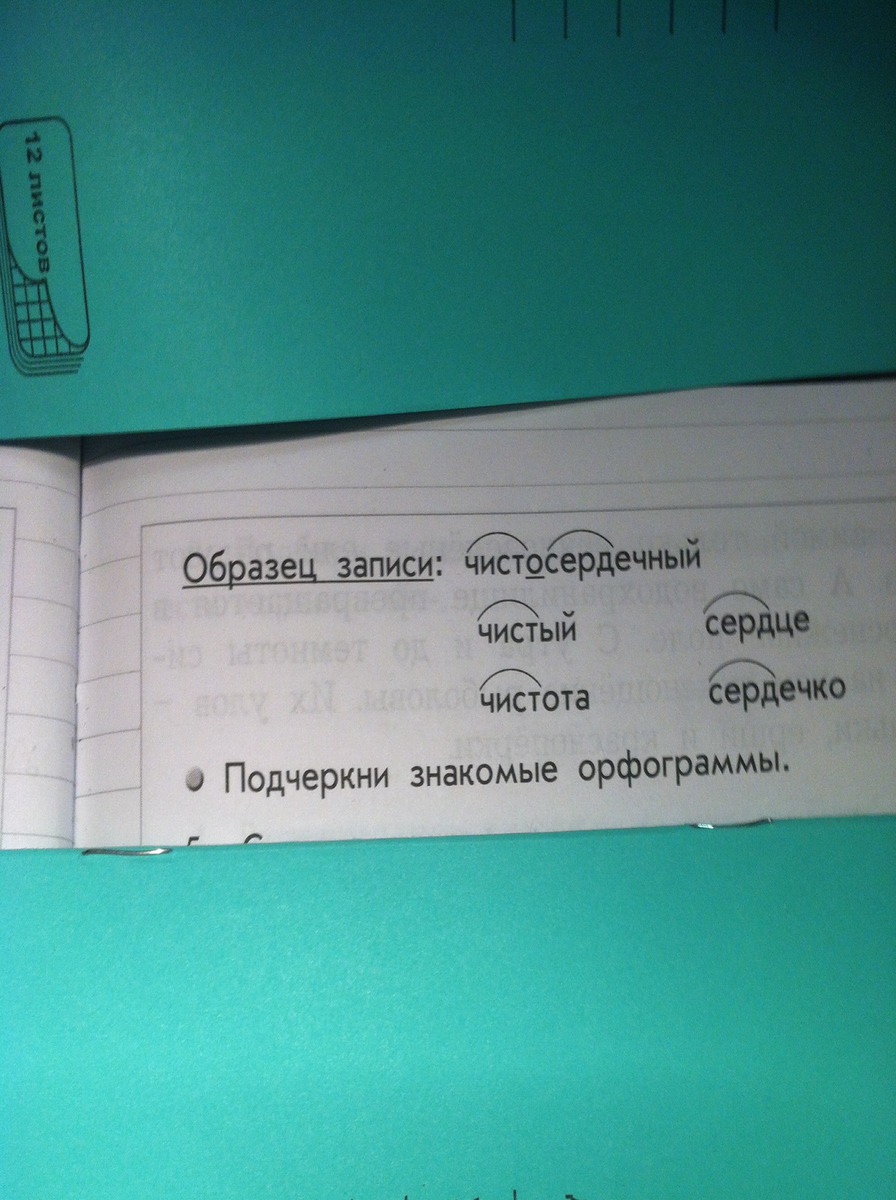 12 листов
Образец записи: чистосердечный
чистый сердце
чистота сердечко
Подчеркни знакомые орфограммы.